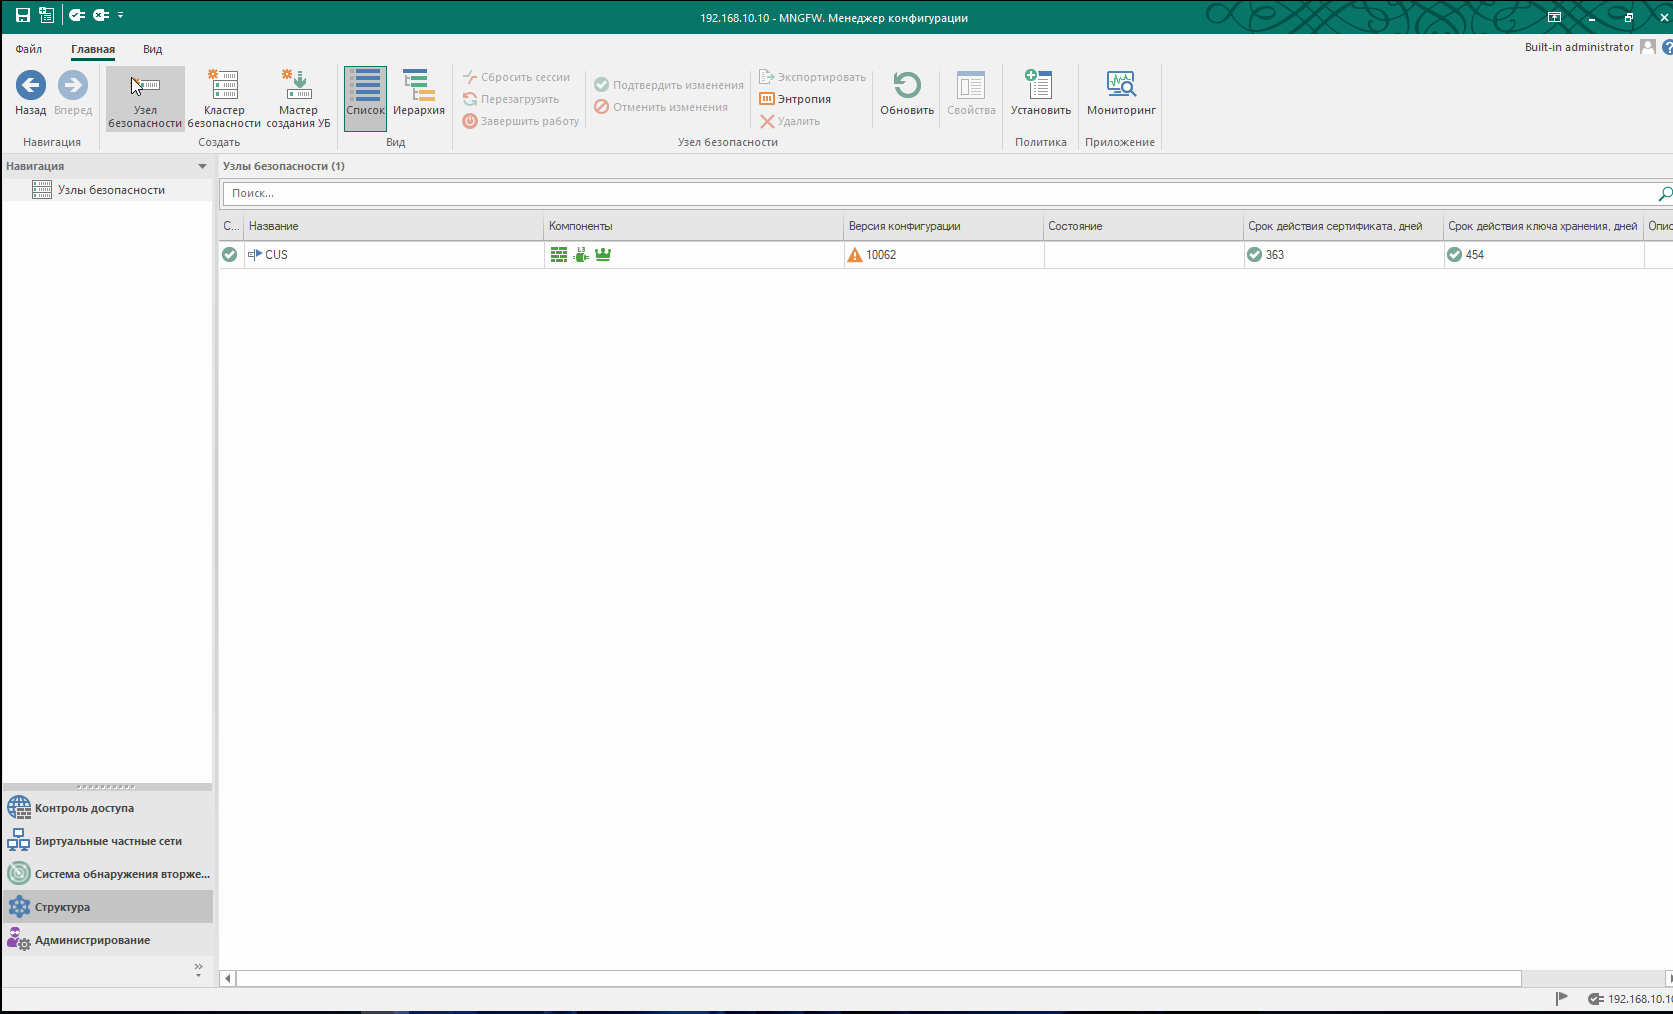 192.168.10.10 - MNGFW. Менеджер конфигурации
Файл Главная Вид
Built-in administrator
Назад Вперед
Навигация
Узел безопасности
Кластер безопасности
Мастер создания УБ
Создать
Список Иерархия
Вид
Сбросить сессии
Перезагрузить
Завершить работу
Подтвердить изменения
Отменить изменения
Экспортировать
Энтропия
Удалить
Узел безопасности
Обновить
Свойства
Установить
Политика
Мониторинг
Приложение
Навигация
Узлы безопасности
Узлы безопасности (1)
Поиск...
С... Название Компоненты Версия конфигурации Состояние Срок действия сертификата, дней Срок действия ключа хранения, дней Опис
CUS L3 10062 363 454
Контроль доступа
Виртуальные частные сети
Система обнаружения вторже...
Структура
Администрирование
192.168.10.10